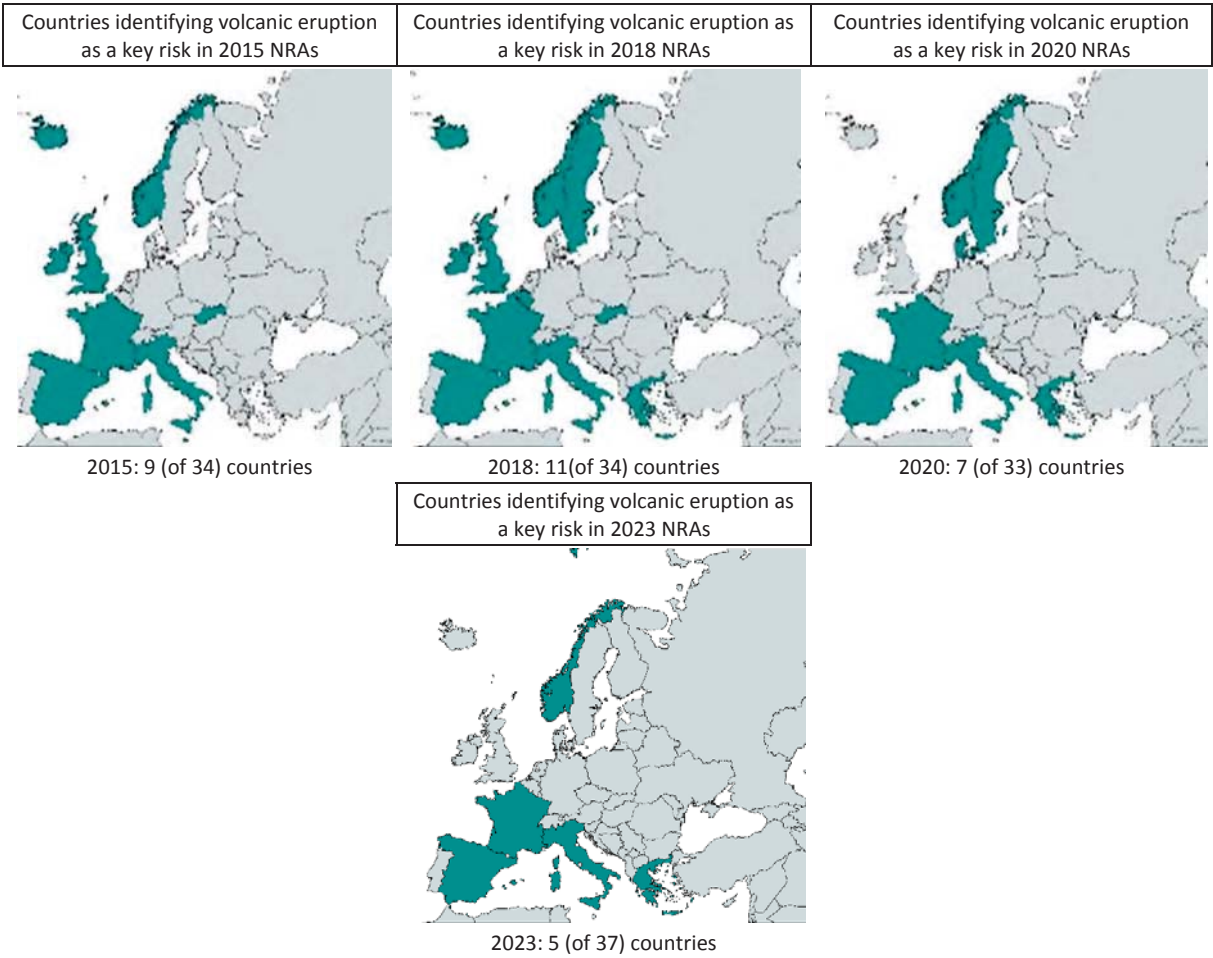 Countries identifying volcanic eruption
as a key risk in 2015 NRAs
Countries identifying volcanic eruption as
a key risk in 2018 NRAs
Countries identifying volcanic eruption
as a key risk in 2020 NRAs
2015: 9 (of 34) countries
2018: 11(of 34) countries
2020: 7 (of 33) countries
Countries identifying volcanic eruption as
a key risk in 2023 NRAs
2023: 5 (of 37) countries